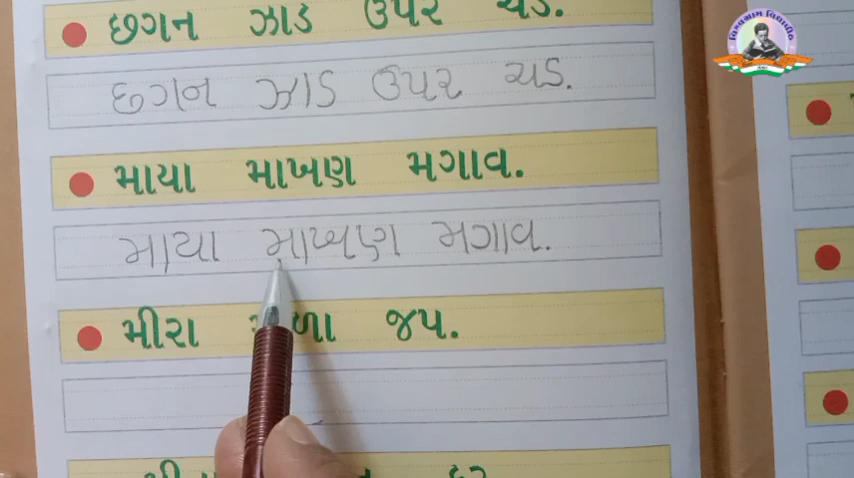 છગન ઝાડ ઉપર ચડ.
છગન ઝાડ ઉપર ચડ.
માયા માખણ મગાવ.
માયા માખણ મગાવ.
મીરા જપ.